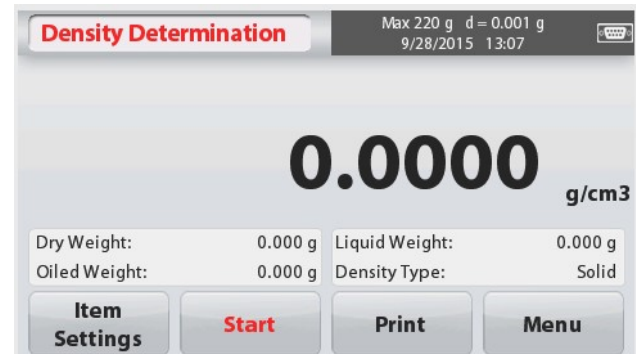 Density Determination
Max 220 g d = 0.001 g
9/28/2015 13:07
0.0000
g/cm3
Dry Weight: 0.000 g Liquid Weight: 0.000 g
Oiled Weight: 0.000 g Density Type: Solid
Item
Settings
Start
Print
Menu